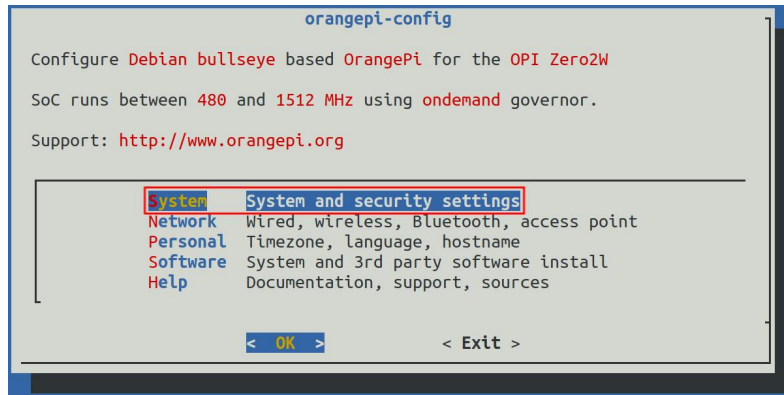 orangepi-config
Configure Debian bullseye based OrangePi for the OPI Zero2W
SoC runs between 480 and 1512 MHz using ondemand governor.
Support: http://www.orangepi.org
System System and security settings
Network Wired, wireless, Bluetooth, access point
Personal Timezone, language, hostname
Software System and 3rd party software install
Help Documentation, support, sources
< OK > < Exit >